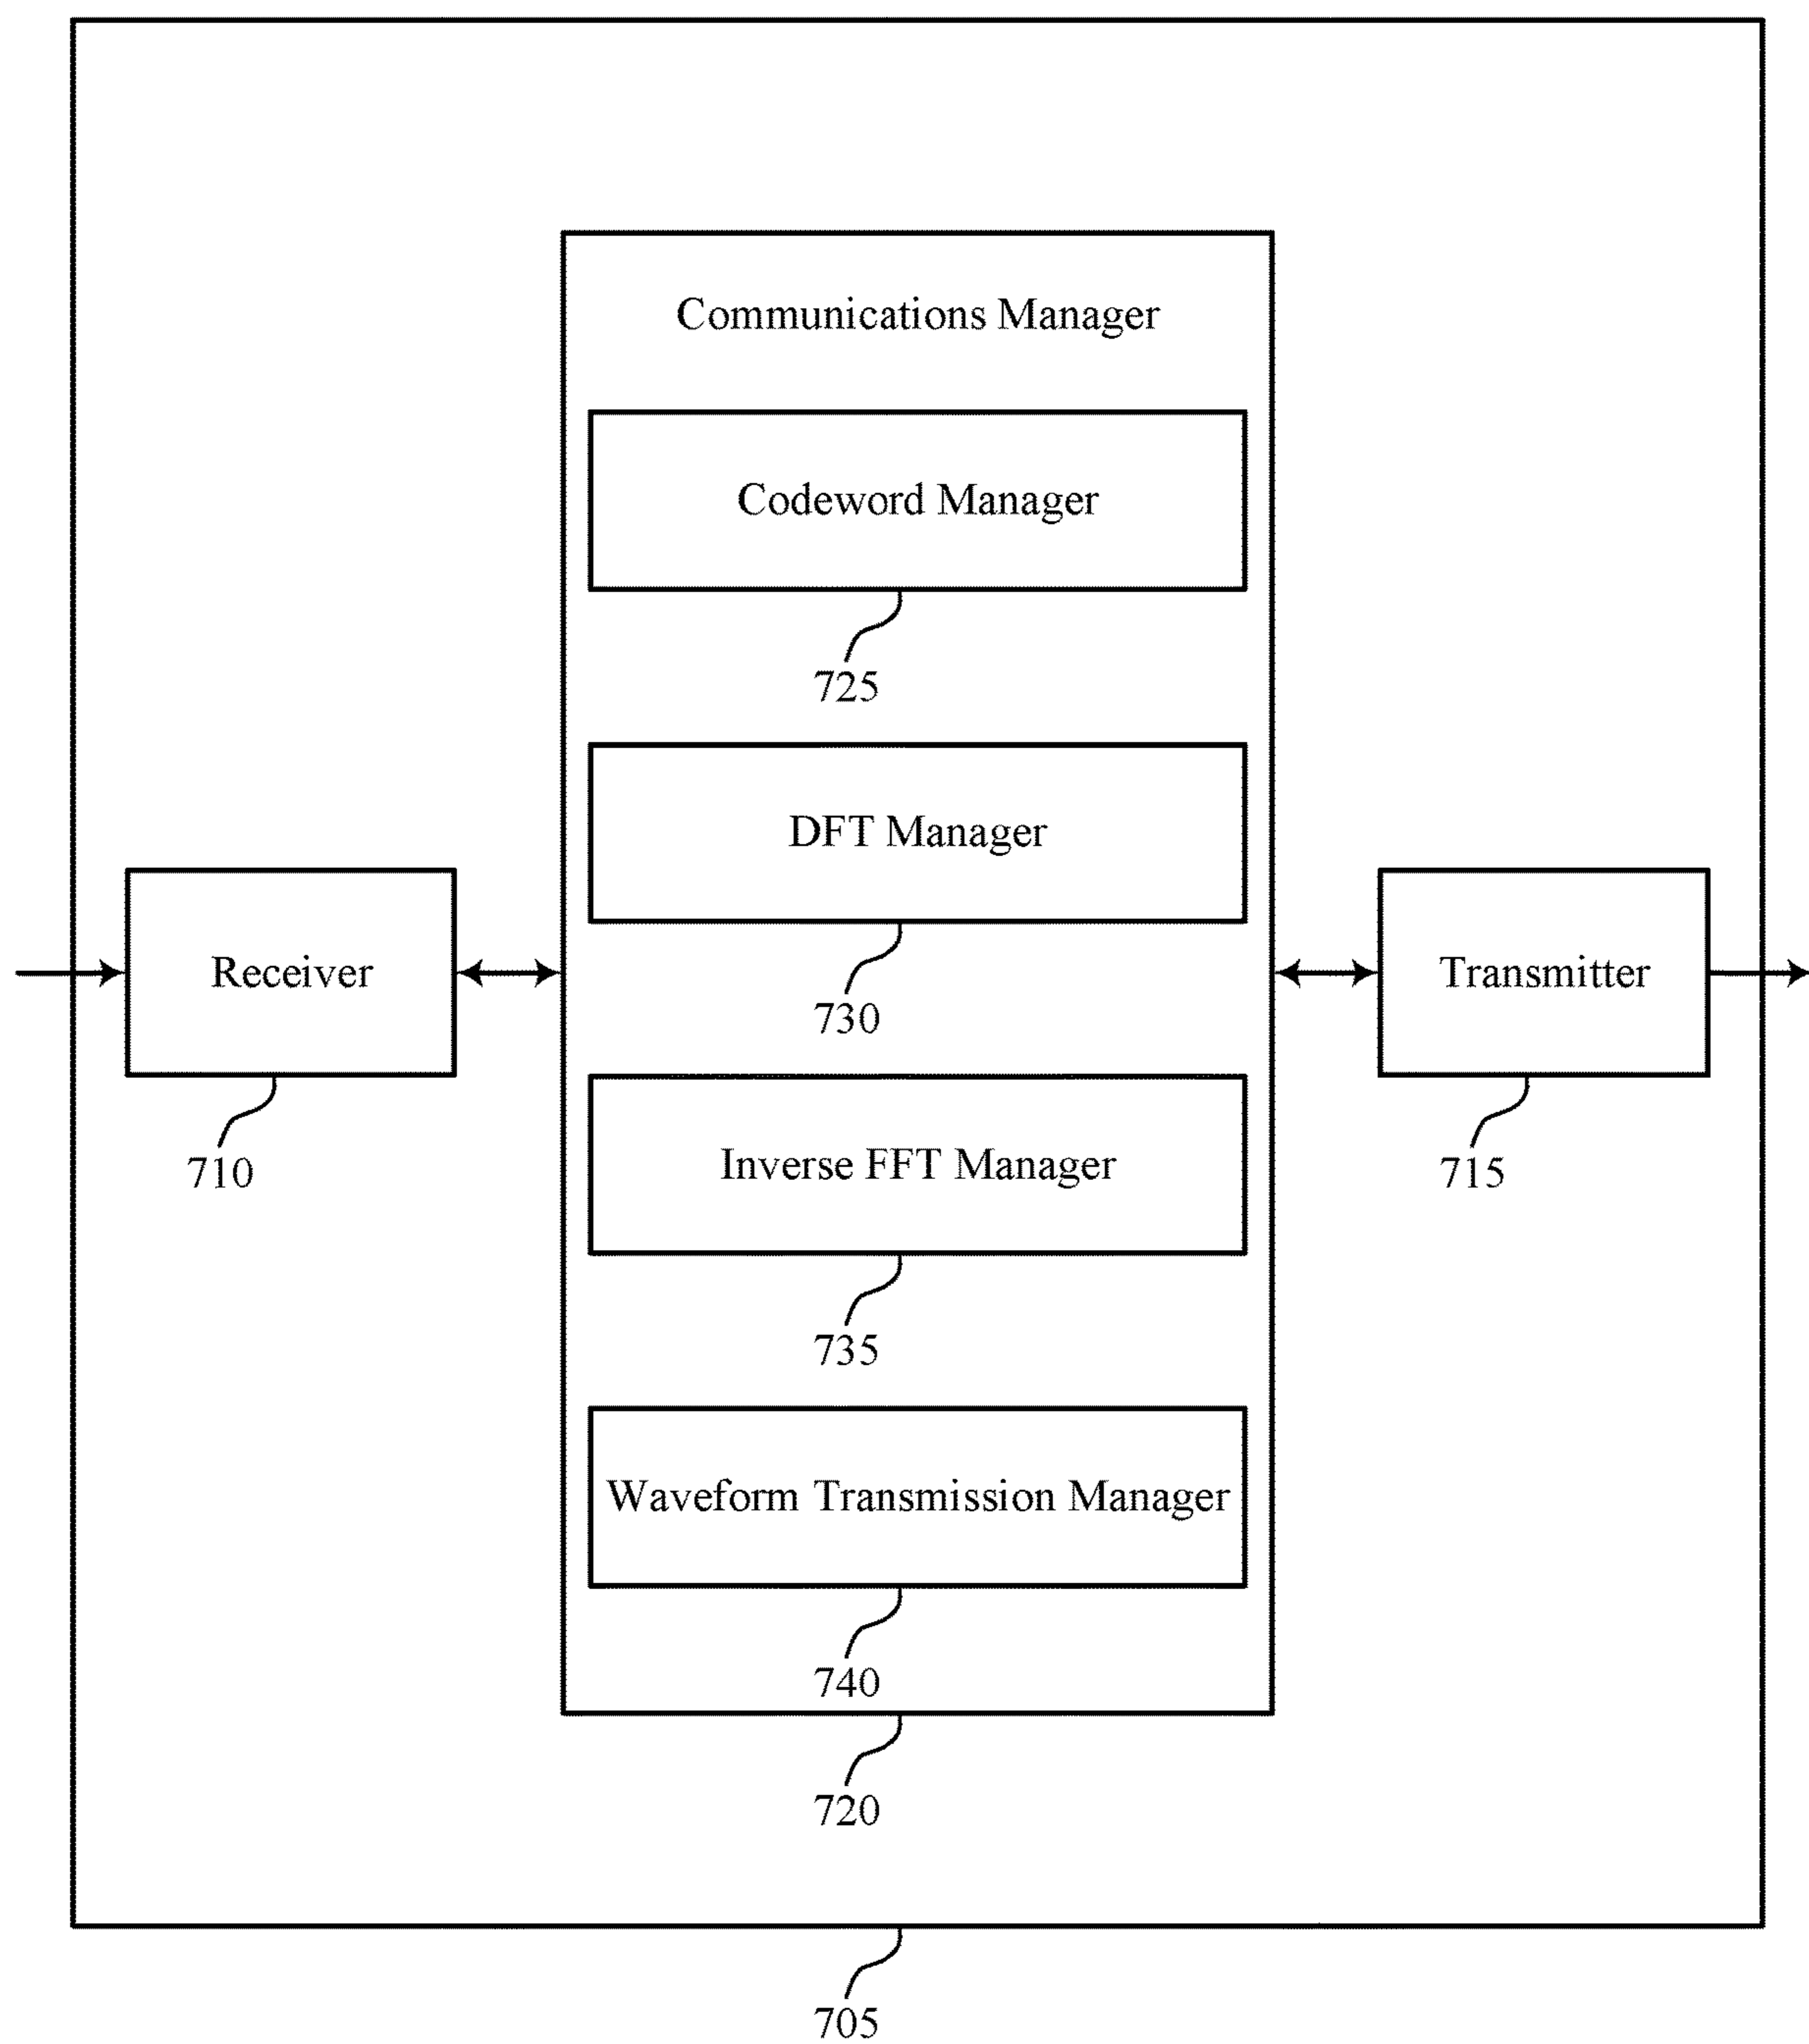 Communications Manager
Codeword Manager
725
DFT Manager
730
Receiver
710
Transmitter
715
Inverse FFT Manager
735
Waveform Transmission Manager
740
720
705